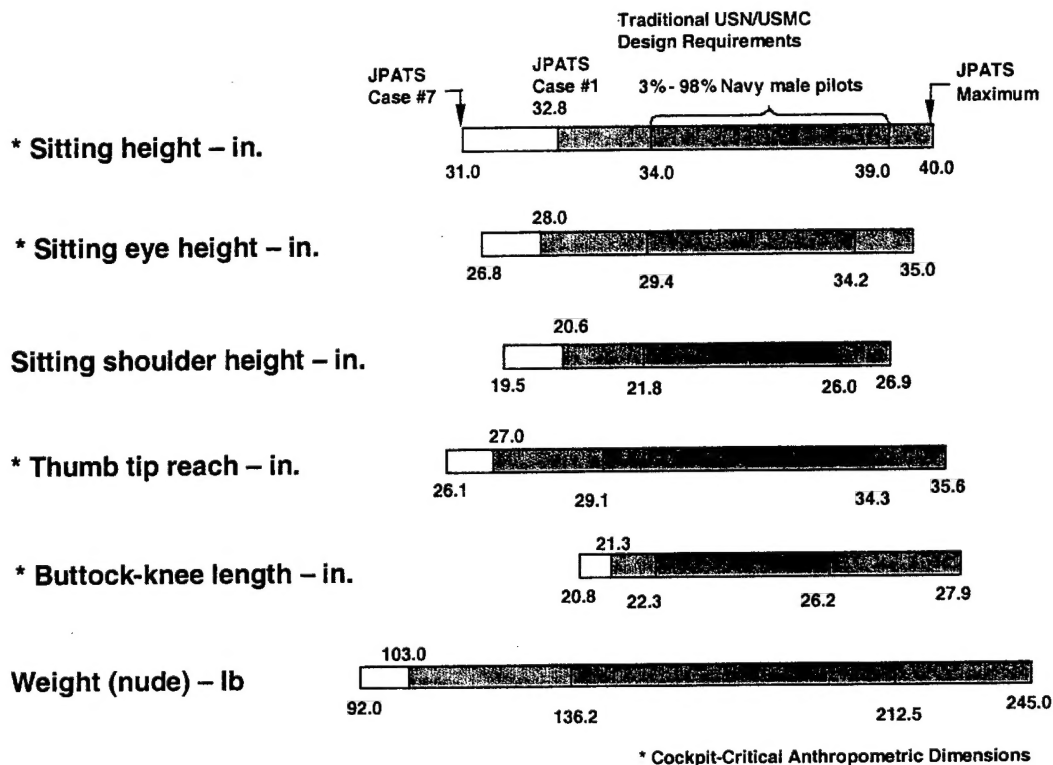 Traditional USN/USMC
Design Requirements
JPATS
Case #7
JPATS
Case #1
32.8
3%- 98% Navy male pilots
JPATS
Maximum
* Sitting height – in.
31.0 34.0 39.0 40.0
28.0
* Sitting eye height – in.
26.8 29.4 34.2 35.0
20.6
Sitting shoulder height – in.
19.5 21.8 26.0 26.9
27.0
* Thumb tip reach – in.
26.1 29.1 34.3 35.6
21.3
* Buttock-knee length – in.
20.8 22.3 26.2 27.9
103.0
Weight (nude) – lb
92.0 136.2 212.5 245.0
* Cockpit-Critical Anthropometric Dimensions